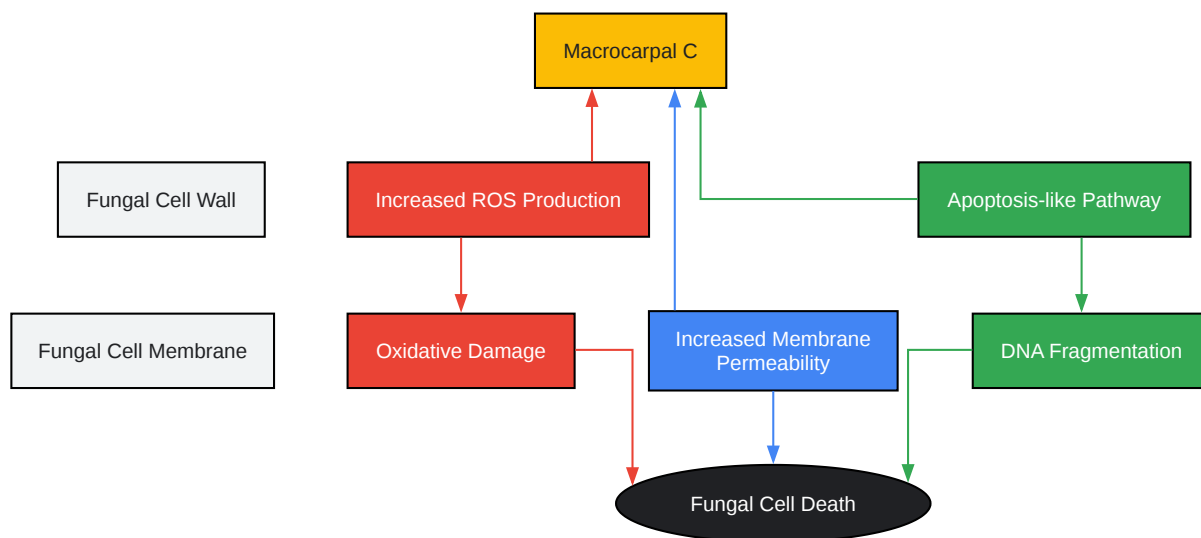 Macrocarpal C
Fungal Cell Wall
Increased ROS Production
Apoptosis-like Pathway
Fungal Cell Membrane
Oxidative Damage
Increased Membrane
Permeability
DNA Fragmentation
Fungal Cell Death